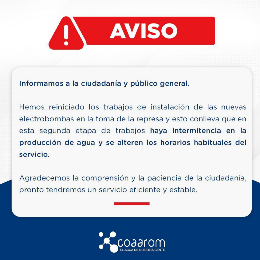 AVISO
Informamos a la ciudadanía y público general.
Hemos reiniciado los trabajos de instalación de las nuevas
electrobombas en la toma de la represa y esto conlleva que en
esta segunda etapa de trabajos haya intermitencia en la
producción de agua y se alteren los horarios habituales del
servicio.
Agradecemos la comprensión y la paciencia de la ciudadanía,
pronto tendremos un servicio eficiente y estable.
coaarom